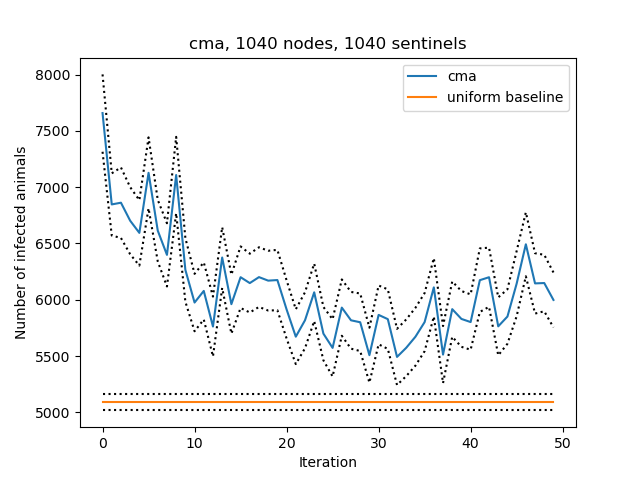 cma, 1040 nodes, 1040 sentinels
cma
uniform baseline
Number of infected animals
8000
7500
7000
6500
6000
5500
5000
0
10
20
30
40
50
Iteration